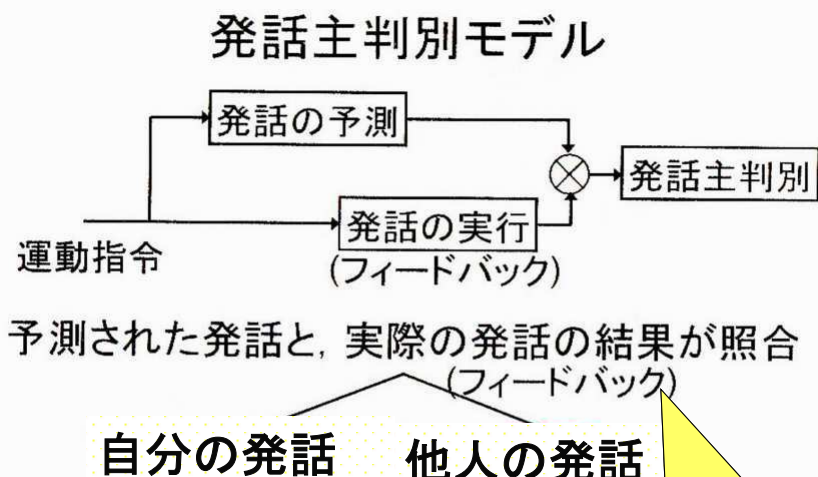 発話主判別モデル
発話の予測
発話主判別
発話の実行
運動指令
(フィードバック)
予測された発話と, 実際の発話の結果が照合
(フィードバック)
自分の発話 他人の発話